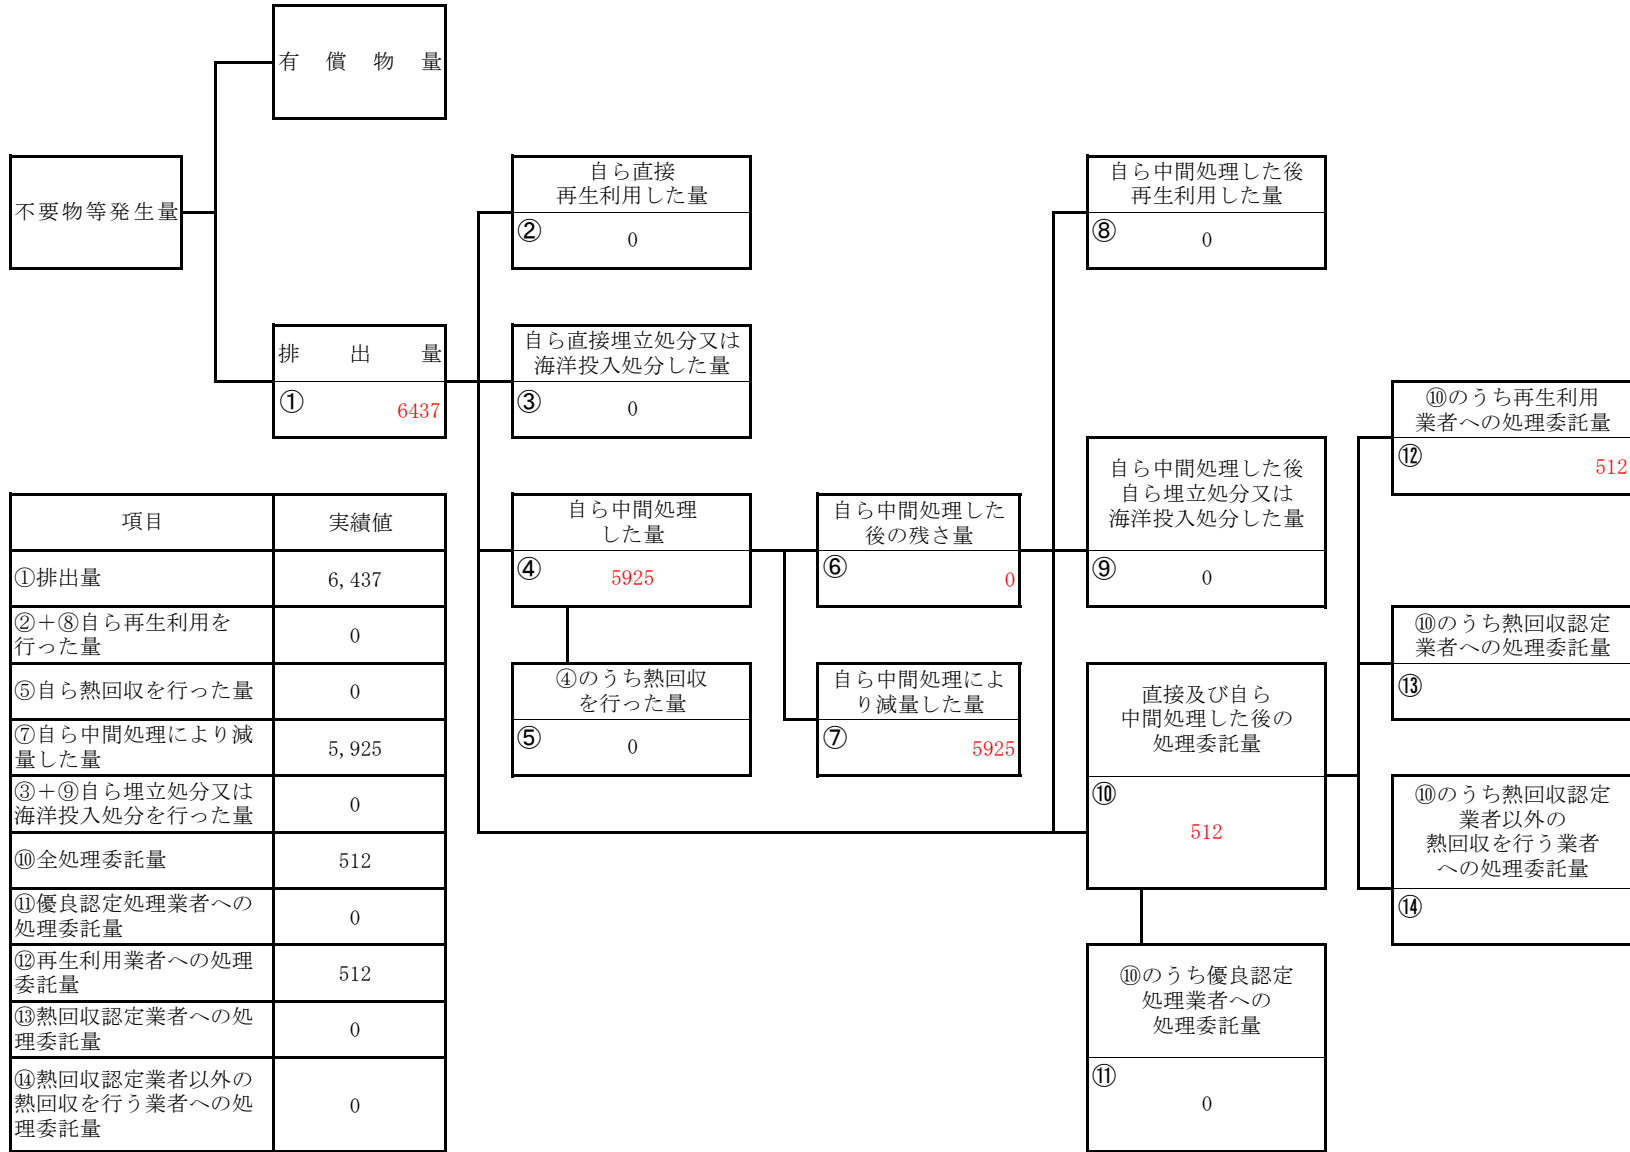 有償物量
不要物等発生量
排出量
① 6437
自ら直接
再生利用した量
② 0
自ら直接埋立処分又は
海洋投入処分した量
③ 0
自ら中間処理
した量
④ 5925
④のうち熱回収
を行った量
⑤ 0
自ら中間処理した
後の残さ量
⑥ 0
自ら中間処理によ
り減量した量
⑦ 5925
自ら中間処理した後
再生利用した量
⑧ 0
自ら中間処理した後
自ら埋立処分又は
海洋投入処分した量
⑨ 0
直接及び自ら
中間処理した後の
処理委託量
⑩
512
⑩のうち優良認定
処理業者への
処理委託量
⑪
0
⑩のうち再生利用
業者への処理委託量
⑫ 512
⑩のうち熱回収認定
業者への処理委託量
⑬
⑩のうち熱回収認定
業者以外の
熱回収を行う業者
への処理委託量
⑭
項目 実績値
①排出量 6,437
②+⑧自ら再生利用を
行った量 0
⑤自ら熱回収を行った量 0
⑦自ら中間処理により減
量した量 5,925
③+⑨自ら埋立処分又は
海洋投入処分を行った量 0
⑩全処理委託量 512
⑪優良認定処理業者への
処理委託量 0
⑫再生利用業者への処理
委託量 512
⑬熱回収認定業者への処
理委託量 0
⑭熱回収認定業者以外の
熱回収を行う業者への処
理委託量 0